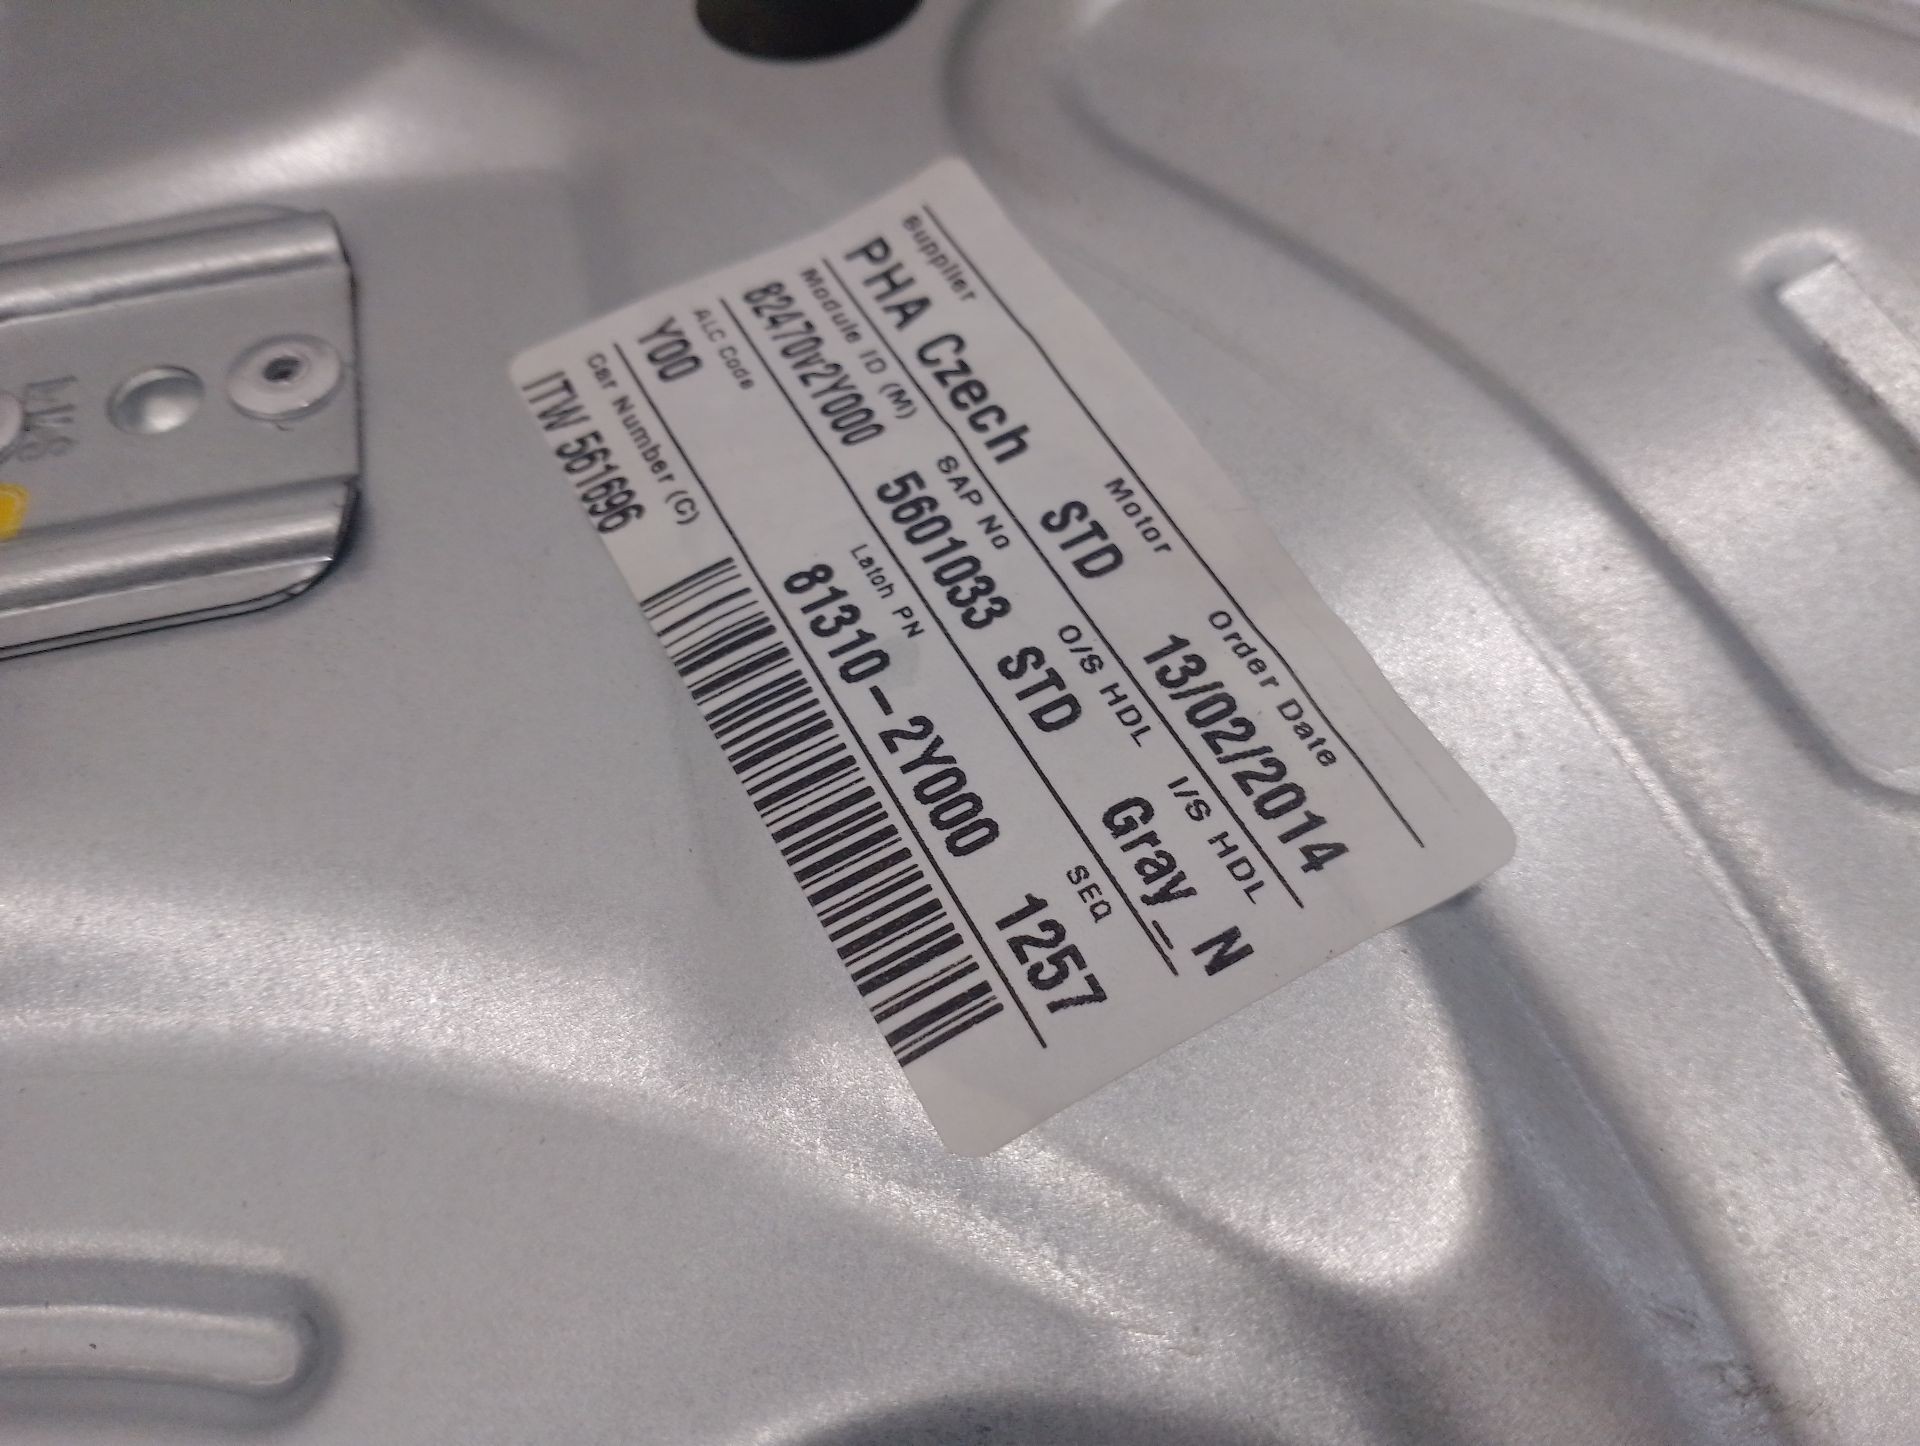 Supplier Motor Order Date
PHA Czech STD 13/02/2014
Module ID (M) SAP No O/S HDL I/S HDL
82470v2Y000 5601033 STD Gray_N
ALC Code Latch PN SEQ
Y00 81310-2Y000 1257
Car Number (C)
ITW 561696